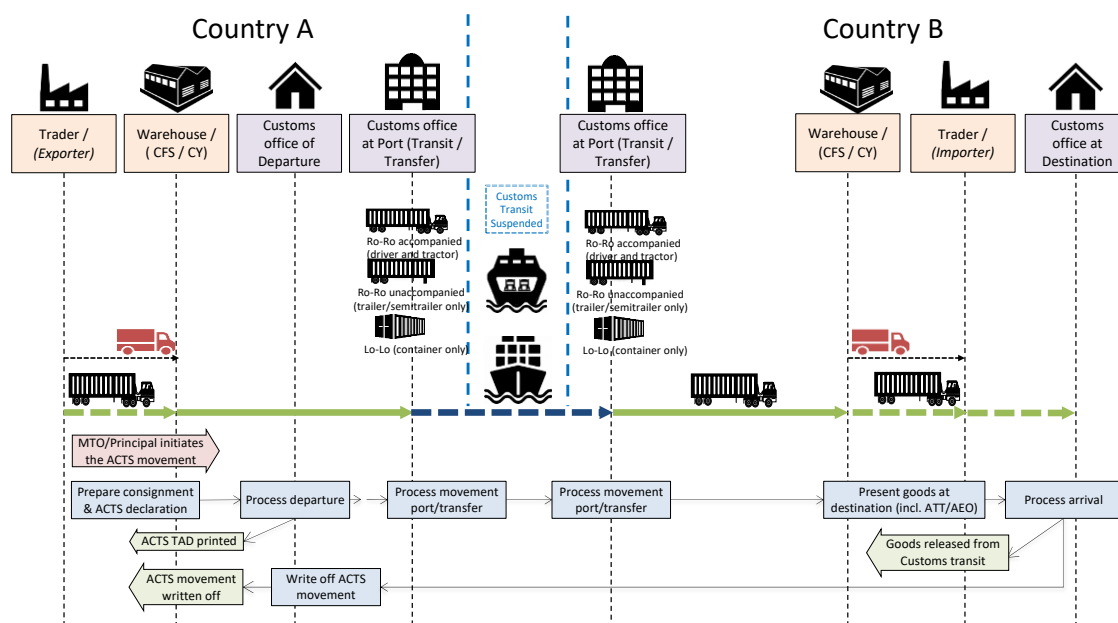 Country A
Country B
Trader /
(Exporter)
Warehouse /
( CFS / CY)
Customs
office of
Departure
Customs office
at Port (Transit /
Transfer)
Customs office
at Port (Transit /
Transfer)
Warehouse /
(CFS / CY)
Trader /
(Importer)
Customs
office at
Destination
Customs
Transit
Suspended
Ro-Ro accompanied
(driver and tractor)
Ro-Ro unaccompanied
(trailer/semitrailer only)
Lo-Lo (container only)
Ro-Ro accompanied
(driver and tractor)
Ro-Ro unaccompanied
(trailer/semitrailer only)
Lo-Lo (container only)
MTO/Principal initiates
the ACTS movement
Prepare consignment
& ACTS declaration
Process departure
Process movement
port/transfer
Process movement
port/transfer
Present goods at
destination (incl. ATT/AEO)
Process arrival
ACTS TAD printed
Goods released from
Customs transit
ACTS movement
written off
Write off ACTS
movement